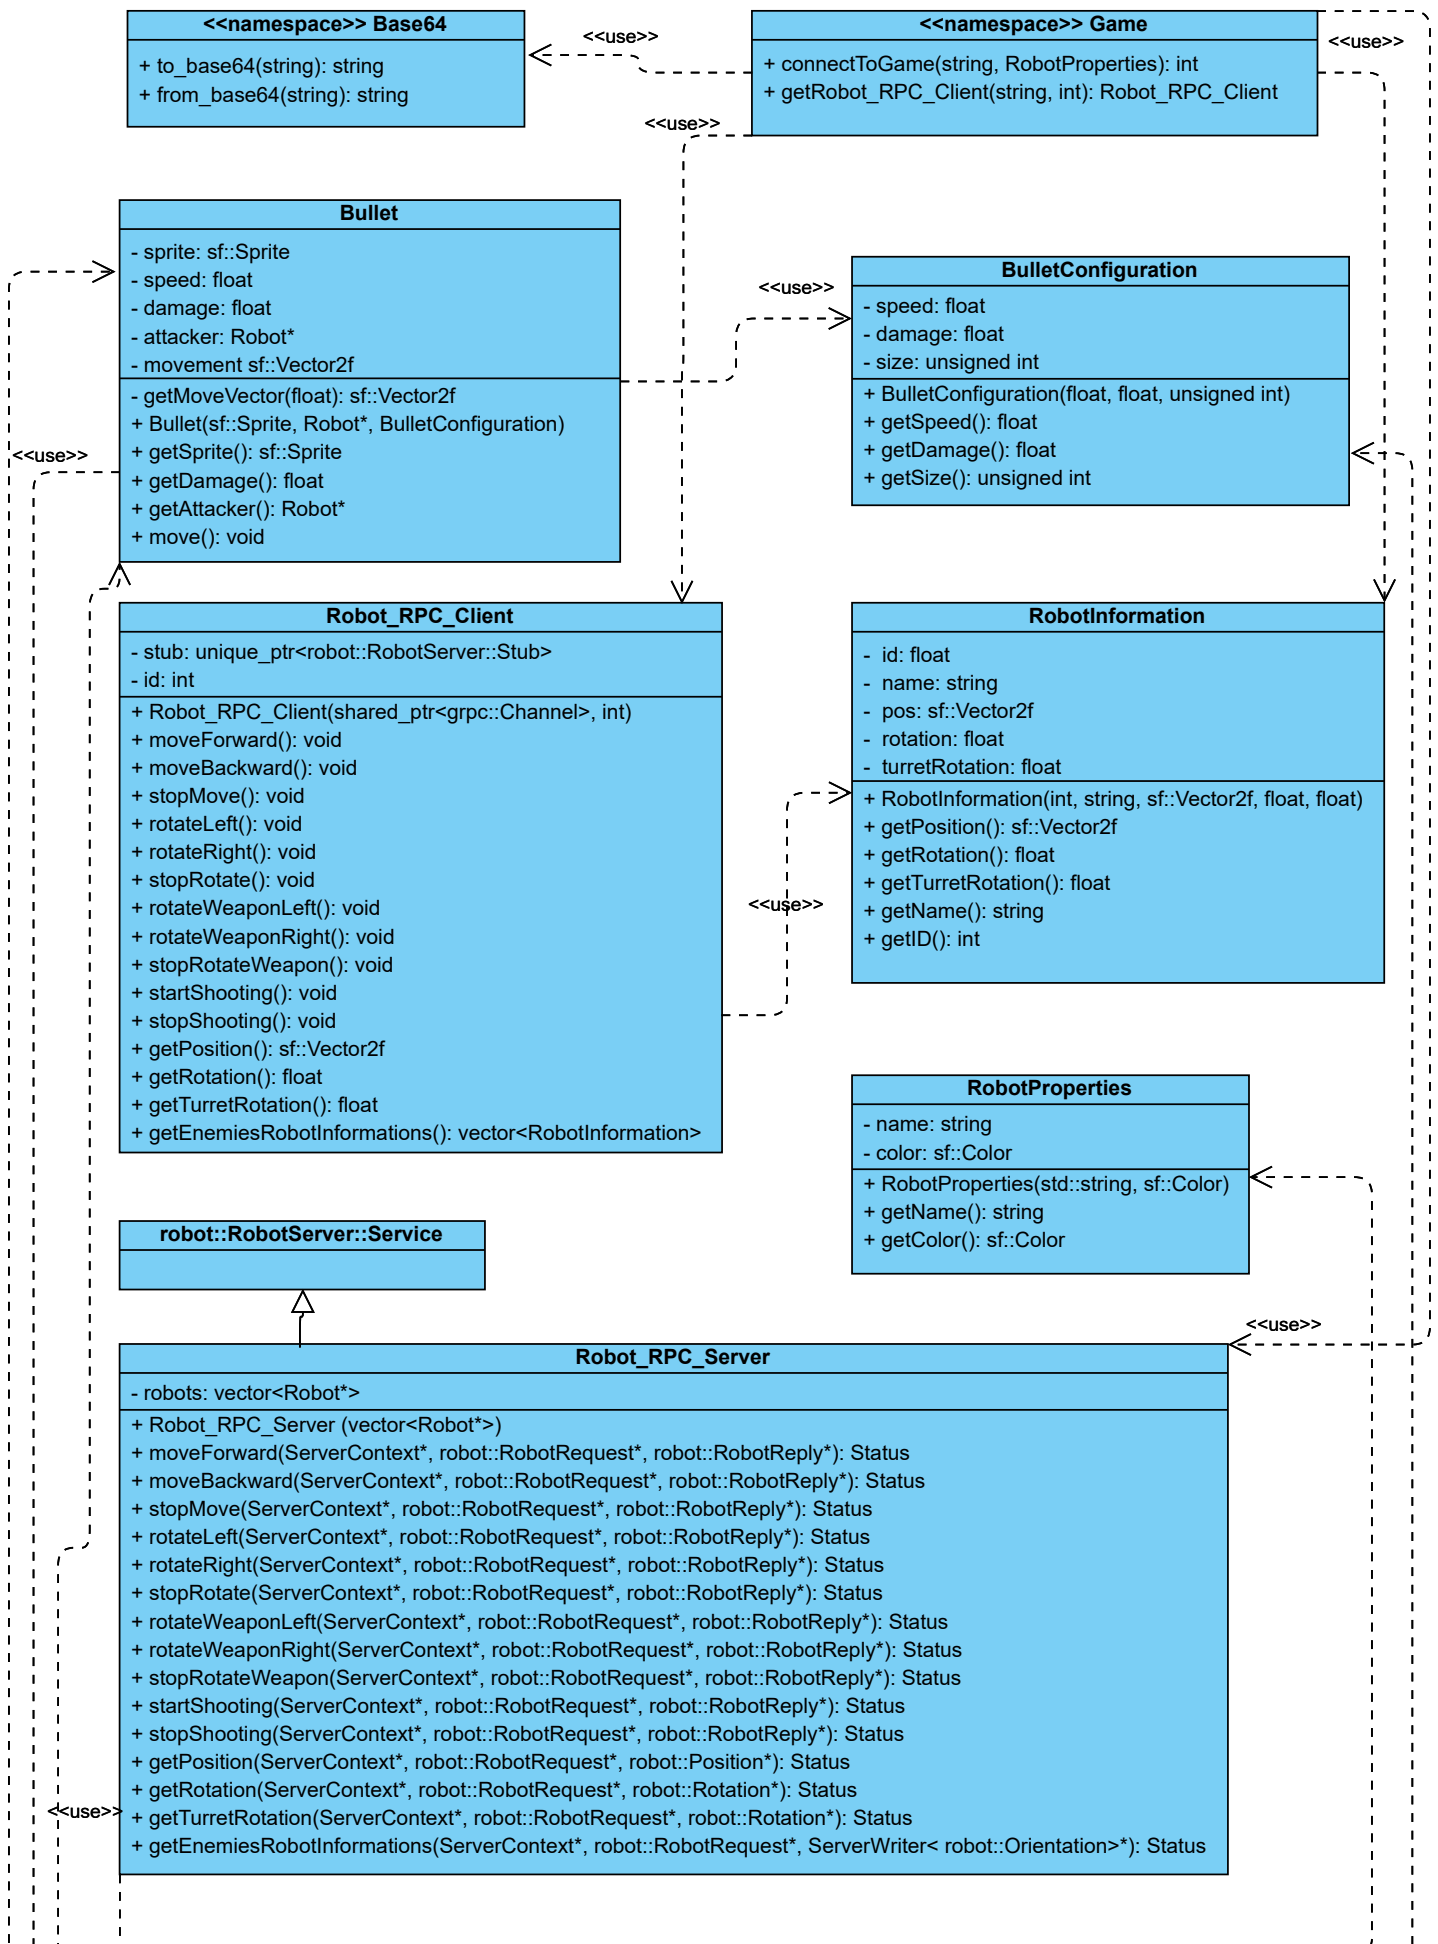 <<namespace>> Base64
+ to_base64(string): string
+ from_base64(string): string
<<use>>
<<namespace>> Game
+ connectToGame(string, RobotProperties): int
+ getRobot_RPC_Client(string, int): Robot_RPC_Client
<<use>>
<<use>>
Bullet
- sprite: sf::Sprite
- speed: float
- damage: float
- attacker: Robot*
- movement sf::Vector2f
- getMoveVector(float): sf::Vector2f
+ Bullet(sf::Sprite, Robot*, BulletConfiguration)
+ getSprite(): sf::Sprite
+ getDamage(): float
+ getAttacker(): Robot*
+ move(): void
<<use>>
<<use>>
BulletConfiguration
- speed: float
- damage: float
- size: unsigned int
+ BulletConfiguration(float, float, unsigned int)
+ getSpeed(): float
+ getDamage(): float
+ getSize(): unsigned int
Robot_RPC_Client
- stub: unique_ptr<robot::RobotServer::Stub>
- id: int
+ Robot_RPC_Client(shared_ptr<grpc::Channel>, int)
+ moveForward(): void
+ moveBackward(): void
+ stopMove(): void
+ rotateLeft(): void
+ rotateRight(): void
+ stopRotate(): void
+ rotateWeaponLeft(): void
+ rotateWeaponRight(): void
+ stopRotateWeapon(): void
+ startShooting(): void
+ stopShooting(): void
+ getPosition(): sf::Vector2f
+ getRotation(): float
+ getTurretRotation(): float
+ getEnemiesRobotInformations(): vector<RobotInformation>
<<use>>
RobotInformation
- id: float
- name: string
- pos: sf::Vector2f
- rotation: float
- turretRotation: float
+ RobotInformation(int, string, sf::Vector2f, float, float)
+ getPosition(): sf::Vector2f
+ getRotation(): float
+ getTurretRotation(): float
+ getName(): string
+ getID(): int
RobotProperties
- name: string
- color: sf::Color
+ RobotProperties(std::string, sf::Color)
+ getName(): string
+ getColor(): sf::Color
robot::RobotServer::Service
<<use>>
Robot_RPC_Server
- robots: vector<Robot*>
+ Robot_RPC_Server (vector<Robot*>)
+ moveForward(ServerContext*, robot::RobotRequest*, robot::RobotReply*): Status
+ moveBackward(ServerContext*, robot::RobotRequest*, robot::RobotReply*): Status
+ stopMove(ServerContext*, robot::RobotRequest*, robot::RobotReply*): Status
+ rotateLeft(ServerContext*, robot::RobotRequest*, robot::RobotReply*): Status
+ rotateRight(ServerContext*, robot::RobotRequest*, robot::RobotReply*): Status
+ stopRotate(ServerContext*, robot::RobotRequest*, robot::RobotReply*): Status
+ rotateWeaponLeft(ServerContext*, robot::RobotRequest*, robot::RobotReply*): Status
+ rotateWeaponRight(ServerContext*, robot::RobotRequest*, robot::RobotReply*): Status
+ stopRotateWeapon(ServerContext*, robot::RobotRequest*, robot::RobotReply*): Status
+ startShooting(ServerContext*, robot::RobotRequest*, robot::RobotReply*): Status
+ stopShooting(ServerContext*, robot::RobotRequest*, robot::RobotReply*): Status
+ getPosition(ServerContext*, robot::RobotRequest*, robot::Position*): Status
+ getRotation(ServerContext*, robot::RobotRequest*, robot::Rotation*): Status
+ getTurretRotation(ServerContext*, robot::RobotRequest*, robot::Rotation*): Status
+ getEnemiesRobotInformations(ServerContext*, robot::RobotRequest*, ServerWriter< robot::Orientation>*): Status
<<use>>